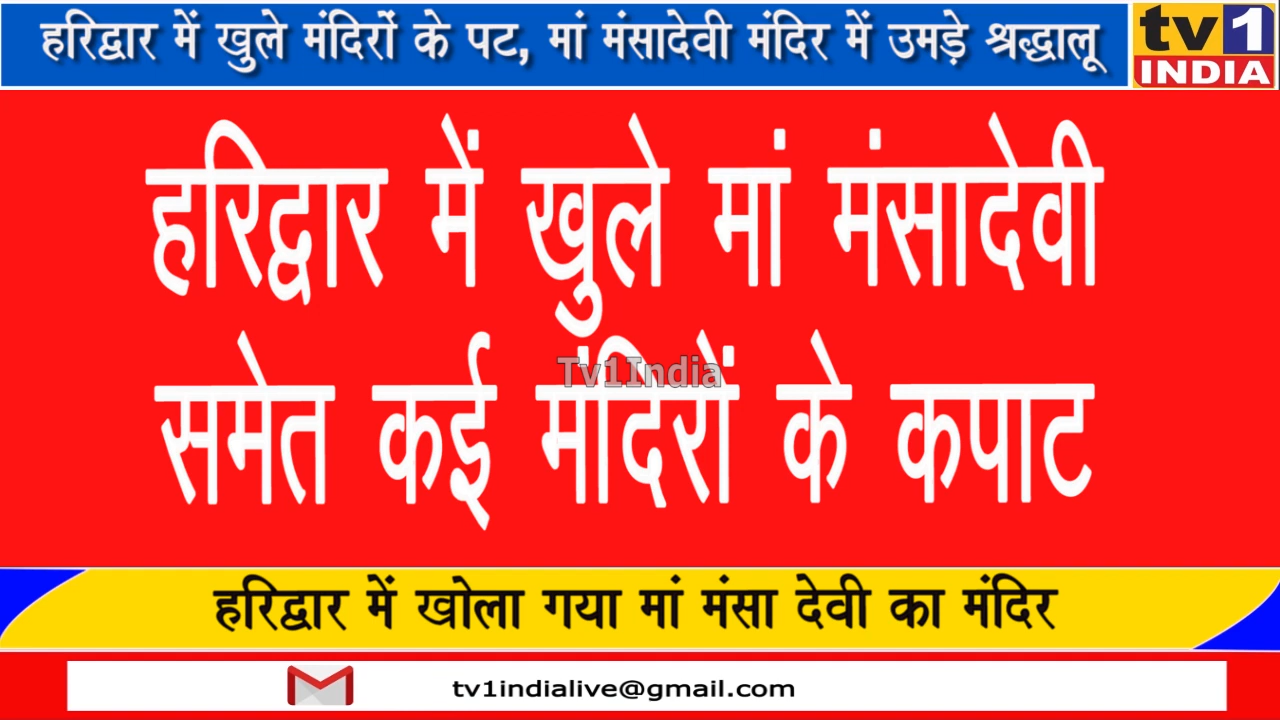 हरिद्वार में खुले मंदिरों के पट, मां मंसादेवी मंदिर में उमड़े श्रद्धालू
tv1
INDIA
हरिद्वार में खुले मां मंसादेवी
Tv1India
समेत कई मंदिरों के कपाट
हरिद्वार में खोला गया मां मंसा देवी का मंदिर
tv1indialive@gmail.com